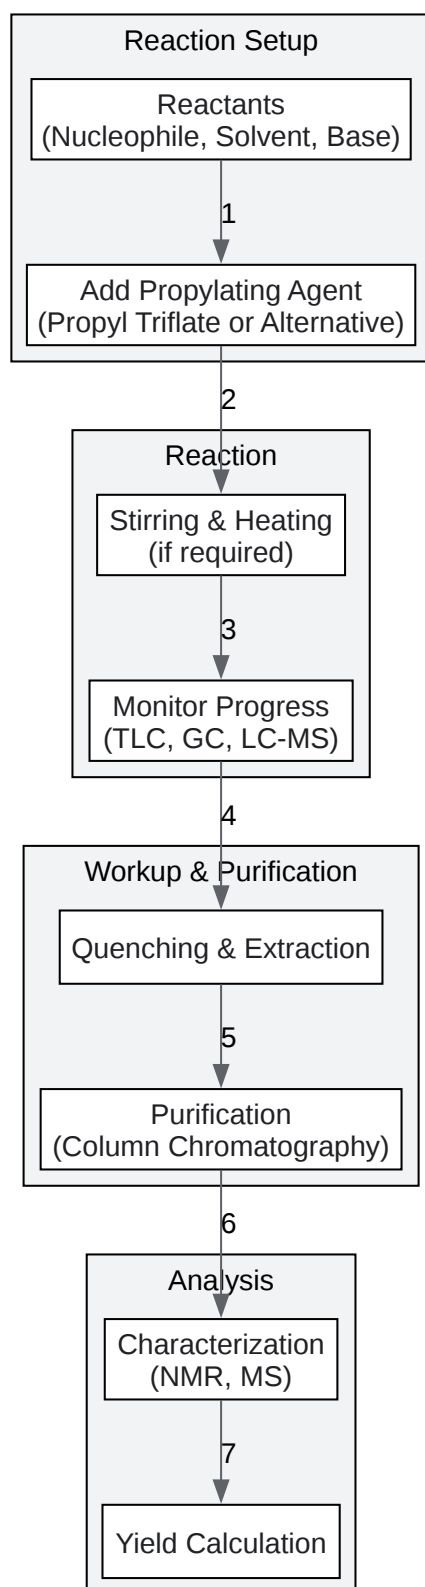 Reaction Setup
Reactants
(Nucleophile, Solvent, Base)
1
Add Propylating Agent
(Propyl Triflate or Alternative)
2
Reaction
Stirring & Heating
(if required)
3
Monitor Progress
(TLC, GC, LC-MS)
4
Workup & Purification
Quenching & Extraction
5
Purification
(Column Chromatography)
6
Analysis
Characterization
(NMR, MS)
7
Yield Calculation